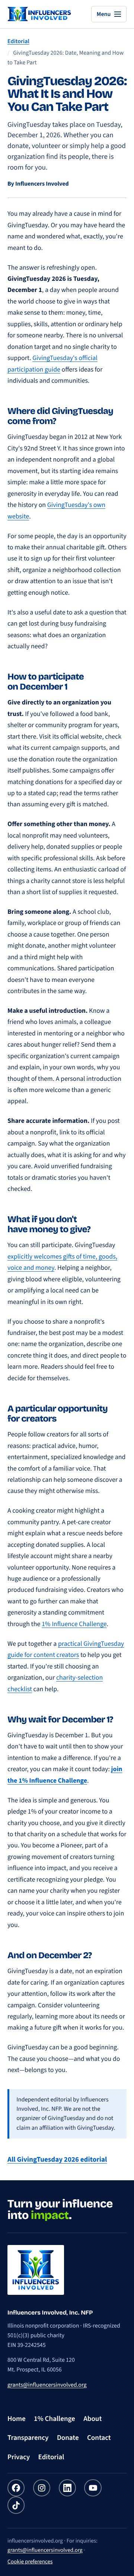 INFLUENCERS
INVOLVED
Menu
Editorial
/ GivingTuesday 2026: Date, Meaning and How
to Take Part
GivingTuesday 2026:
What It Is and How
You Can Take Part
GivingTuesday takes place on Tuesday,
December 1, 2026. Whether you can
donate, volunteer or simply help a good
organization find its people, there is
room for you.
By Influencers Involved
You may already have a cause in mind for
GivingTuesday. Or you may have heard the
name and wondered what, exactly, you're
meant to do.
The answer is refreshingly open.
GivingTuesday 2026 is Tuesday,
December 1, a day when people around
the world choose to give in ways that
make sense to them: money, time,
supplies, skills, attention or ordinary help
for someone nearby. There is no universal
donation target and no single charity to
support. GivingTuesday's official
participation guide offers ideas for
individuals and communities.
Where did GivingTuesday
come from?
GivingTuesday began in 2012 at New York
City's 92nd Street Y. It has since grown into
an independent nonprofit and a global
movement, but its starting idea remains
simple: make a little more space for
generosity in everyday life. You can read
the history on GivingTuesday's own
website.
For some people, the day is an opportunity
to make their annual charitable gift. Others
use it to sign up for their first volunteer
shift, organize a neighborhood collection
or draw attention to an issue that isn't
getting enough notice.
It's also a useful date to ask a question that
can get lost during busy fundraising
seasons: what does an organization
actually need?
How to participate
on December 1
Give directly to an organization you
trust. If you've followed a food bank,
shelter or community program for years,
start there. Visit its official website, check
what its current campaign supports, and
use the donation route the organization
itself publishes. Some campaigns offer
matching donations for a specified day or
up to a stated cap; read the terms rather
than assuming every gift is matched.
Offer something other than money. A
local nonprofit may need volunteers,
hungry pets may need supplies, or a
school may be looking for someone
with specific professional skills. Ask before
collecting items. An enthusiastic carload of
things a charity cannot store is less useful
than a short list of supplies it requested.
Bring someone along. A school club,
family, workplace or group of friends can
choose one cause together. One person
might donate, another might volunteer
and a third might help with
communications. Shared participation
doesn't mean everyone
contributes in the same way.
Make a useful introduction. Know a
friend who loves animals, a colleague
interested in mentoring or a neighbor who
cares about hunger relief? Send them a
specific organization's current campaign
and explain, in your own words, why you
thought of them. A personal introduction
is often more welcome than a generic
appeal.
Share accurate information. If you post
about a nonprofit, link to its official
campaign. Say what the organization
actually does, what it is asking for and why
you care. Avoid unverified fundraising
totals or dramatic stories you haven't
checked.
What if you don't
have money to give?
You can still participate. GivingTuesday
explicitly welcomes gifts of time, goods,
voice and money. Helping a neighbor,
giving blood where eligible, volunteering
or amplifying a local need can all be
meaningful in its own right.
If you choose to share a nonprofit's
fundraiser, the best post may be a modest
one: name the organization, describe one
concrete thing it does, and direct people to
learn more. Readers should feel free to
decide for themselves.
A particular opportunity
for creators
People follow creators for all sorts of
reasons: practical advice, humor,
entertainment, specialized knowledge and
the comfort of a familiar voice. That
relationship can help someone discover a
cause they might otherwise miss.
A cooking creator might highlight a
community pantry. A pet creator might
explain what a rescue needs before
accepting donated supplies. A local
lifestyle account might share a nearby
volunteer opportunity. None requires a
huge audience or a professionally
produced fundraising video. Creators who
want to go further can make that
generosity a standing commitment
through the 1% Influence Challenge.
We put together a practical GivingTuesday
guide for content creators to help you get
started. If you're still choosing an
organization, our charity-selection
checklist can help.
Why wait for December 1?
GivingTuesday is December 1. But you
don't have to wait until then to decide you
intend to make a difference. If you're a
creator, you can make it count today: join
the 1% Influence Challenge.
The idea is simple and generous. You
pledge 1% of your creator income to a
charity you choose, and you give it directly
to that charity on a schedule that works for
you. You become a Pioneer, part of a
growing movement of creators turning
influence into impact, and you receive a
certificate recognizing your pledge. You
can begin while you register or whenever
you choose. If a little later, you're not
ready, your voice can inspire others to join
you.
And on December 2?
GivingTuesday is a date, not an expiration
date for caring. If an organization captures
your attention, follow its work after the
campaign. Consider volunteering
regularly, learning more about its needs or
making a gift when it works for you.
GivingTuesday can be a good beginning.
The cause you choose—and what you do
next—belongs to you.
Independent editorial by Influencers
Involved, Inc. NFP. We are not the
organizer of GivingTuesday and do not
claim an affiliation with GivingTuesday.
All GivingTuesday 2026 editorial
Turn your influence
into impact.
INFLUENCERS
INVOLVED
Influencers Involved, Inc. NFP
Illinois nonprofit corporation · IRS-recognized
501(c)(3) public charity
EIN 39-2242545
800 W Central Rd, Suite 120
Mt. Prospect, IL 60056
grants@influencersinvolved.org
Home 1% Challenge About
Transparency Donate Contact
Privacy Editorial
influencersinvolved.org · For inquiries:
grants@influencersinvolved.org
Cookie preferences